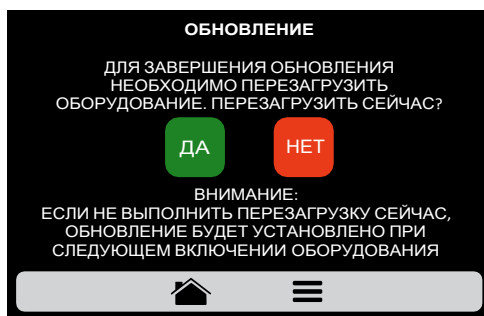 ОБНОВЛЕНИЕ
ДЛЯ ЗАВЕРШЕНИЯ ОБНОВЛЕНИЯ
НЕОБХОДИМО ПЕРЕЗАГРУЗИТЬ
ОБОРУДОВАНИЕ. ПЕРЕЗАГРУЗИТЬ СЕЙЧАС?
ДА НЕТ
ВНИМАНИЕ:
ЕСЛИ НЕ ВЫПОЛНИТЬ ПЕРЕЗАГРУЗКУ СЕЙЧАС,
ОБНОВЛЕНИЕ БУДЕТ УСТАНОВЛЕНО ПРИ
СЛЕДУЮЩЕМ ВКЛЮЧЕНИИ ОБОРУДОВАНИЯ